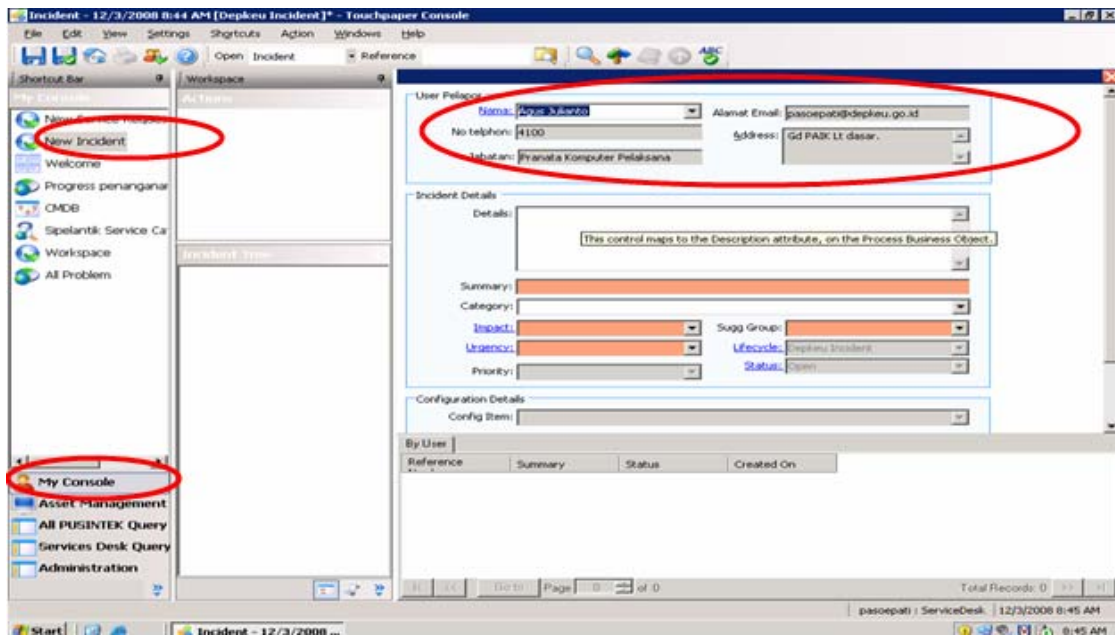 Incident - 12/3/2008 8:44 AM [Depkeu Incident]* - Touchpaper Console
File Edit View Settings Shortcuts Action Windows Help
Open Incident Reference
Shortcut Bar
Workspace
My Console
Actions
New Service Reques
New Incident
Welcome
Progress penanganan
CMDB
Sipelantik Service Ca
Workspace
All Problem
Incident Tree
My Console
Asset Management
All PUSINTEK Query
Services Desk Query
Administration
User Pelapor
Nama: Agus Julianto
Alamat Email: pasoepati@depkeu.go.id
No telphon: 4100
Address: Gd PAIK Lt dasar.
Jabatan: Pranata Komputer Pelaksana
Incident Details
Details:
This control maps to the Description attribute, on the Process Business Object.
Summary:
Category:
Impact:
Sugg Group:
Urgency:
Lifecycle: Depkeu Incident
Priority:
Status: Open
Configuration Details
Config Item:
By User
Reference Summary Status Created On
Go to Page 0 of 0
Total Records: 0
pasoepati : ServiceDesk 12/3/2008 8:45 AM
Start
Incident - 12/3/2008 ...
8:45 AM